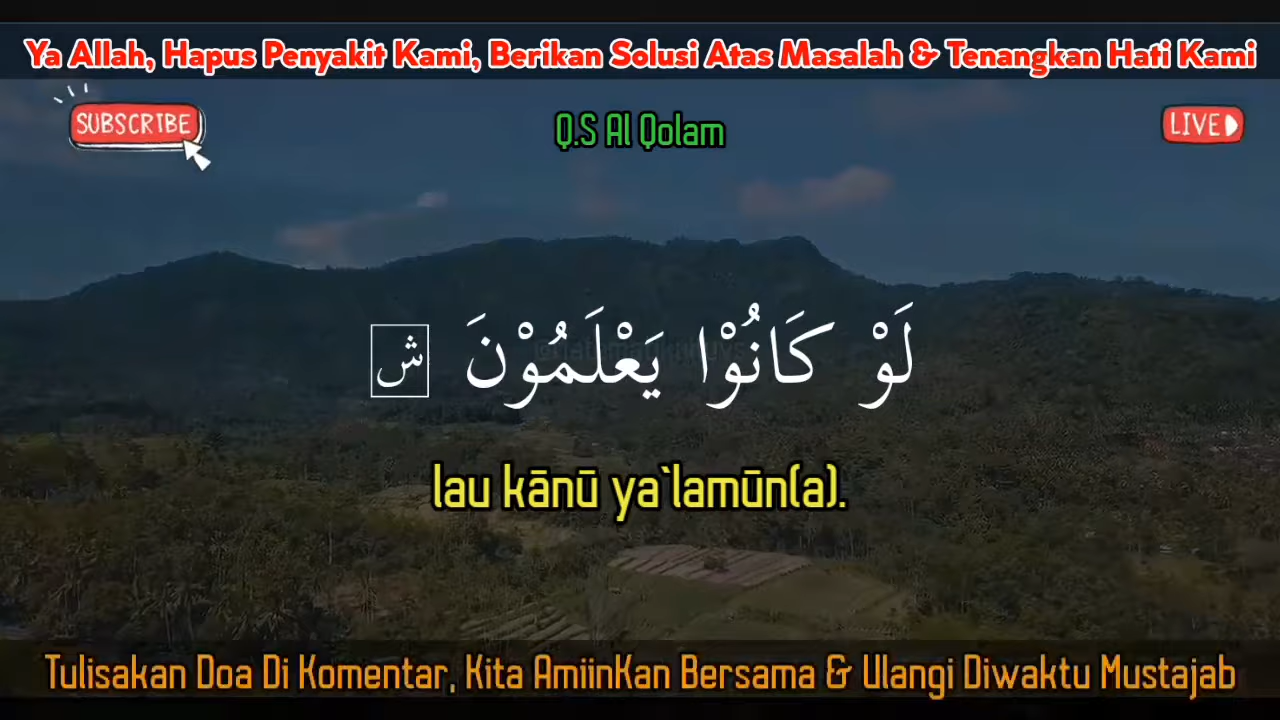 Ya Allah, Hapus Penyakit Kami, Berikan Solusi Atas Masalah & Tenangkan Hati Kami
SUBSCRIBE
LIVE
Q.S Al Qolam
لَوْ كَانُوْا يَعْلَمُوْنَ ش
lau kānū ya`lamūn(a).
Tulisakan Doa Di Komentar, Kita AmiinKan Bersama & Ulangi Diwaktu Mustajab